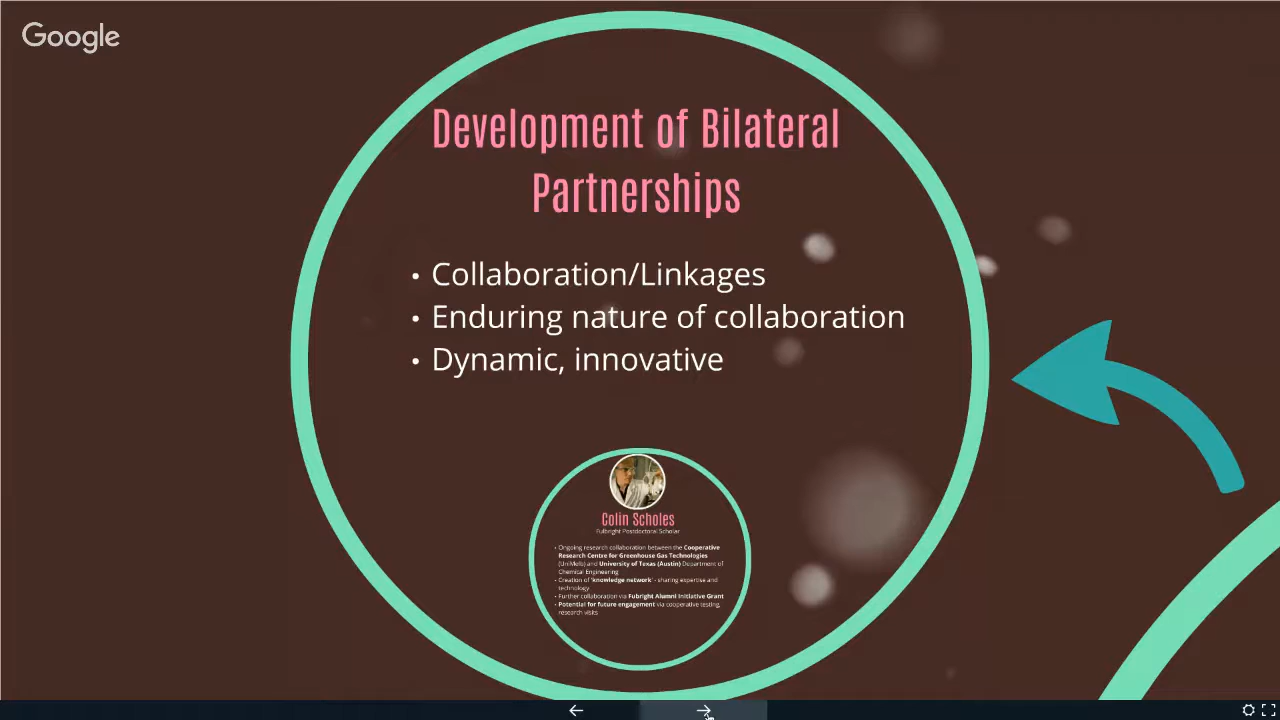 Google
Development of Bilateral
Partnerships
• Collaboration/Linkages
• Enduring nature of collaboration
• Dynamic, innovative
Colin Scholes
Fulbright Postdoctoral Scholar
• Ongoing research collaboration between the Cooperative
Research Centre for Greenhouse Gas Technologies
(UniMelb) and University of Texas (Austin) Department of
Chemical Engineering
• Creation of 'knowledge network' - sharing expertise and
technology
• Further collaboration via Fulbright Alumni Initiative Grant
• Potential for future engagement via cooperative testing,
research visits